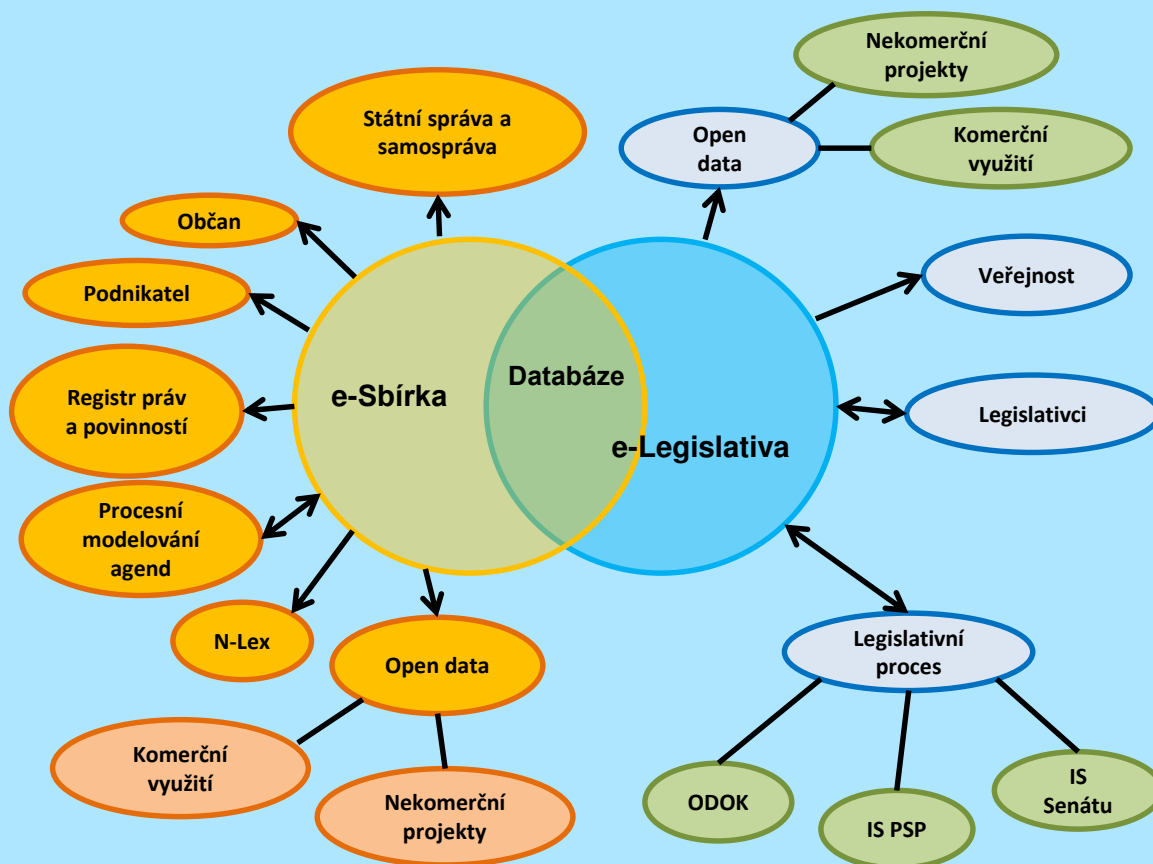 Nekomerční
projekty
Státní správa a
samospráva
Open
data
Komerční
využití
Občan
Veřejnost
Podnikatel
Databáze
e-Sbírka
Registr práv
a povinností
Legislativci
e-Legislativa
Procesní
modelování
agend
N-Lex
Open data
Legislativní
proces
Komerční
využití
Nekomerční
projekty
ODOK
IS PSP
IS
Senátu